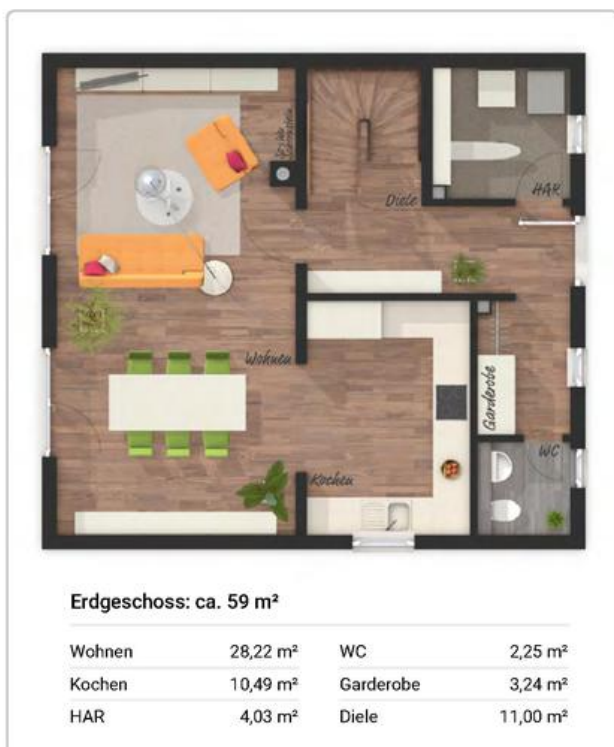 HAR
Diele
Wohnen
Garderobe
WC
Kochen
Erdgeschoss: ca. 59 m²
Wohnen 28,22 m² WC 2,25 m²
Kochen 10,49 m² Garderobe 3,24 m²
HAR 4,03 m² Diele 11,00 m²